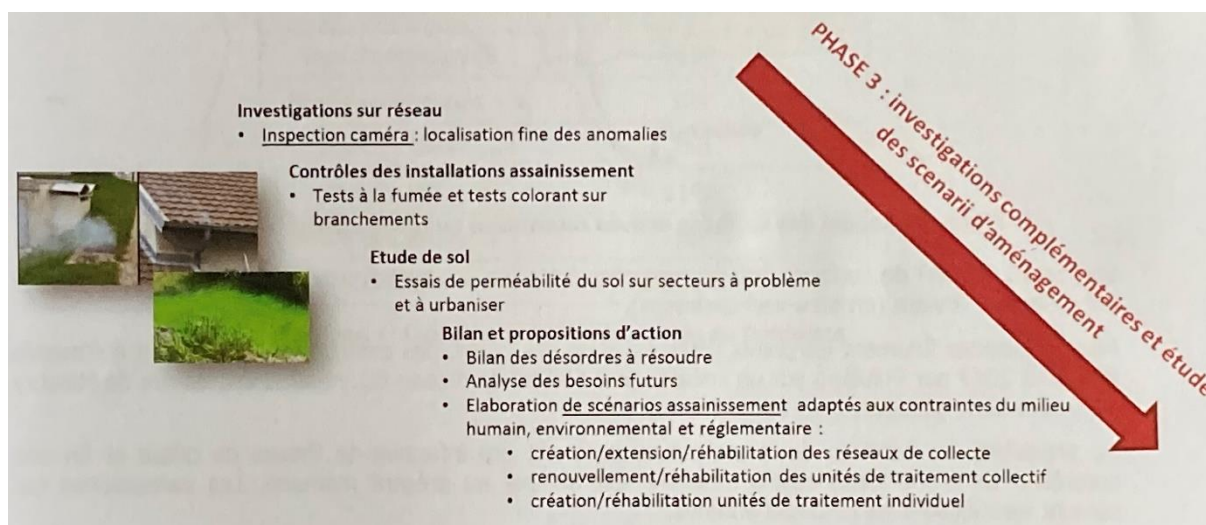 PHASE 3 : investigations complémentaires et étude
des scenarii d'aménagement
Investigations sur réseau
• Inspection caméra : localisation fine des anomalies
Contrôles des installations assainissement
• Tests à la fumée et tests colorant sur
branchements
Etude de sol
• Essais de perméabilité du sol sur secteurs à problème
et à urbaniser
Bilan et propositions d'action
• Bilan des désordres à résoudre
• Analyse des besoins futurs
• Elaboration de scénarios assainissement adaptés aux contraintes du milieu
humain, environnemental et réglementaire :
• création/extension/réhabilitation des réseaux de collecte
• renouvellement/réhabilitation des unités de traitement collectif
• création/réhabilitation unités de traitement individuel